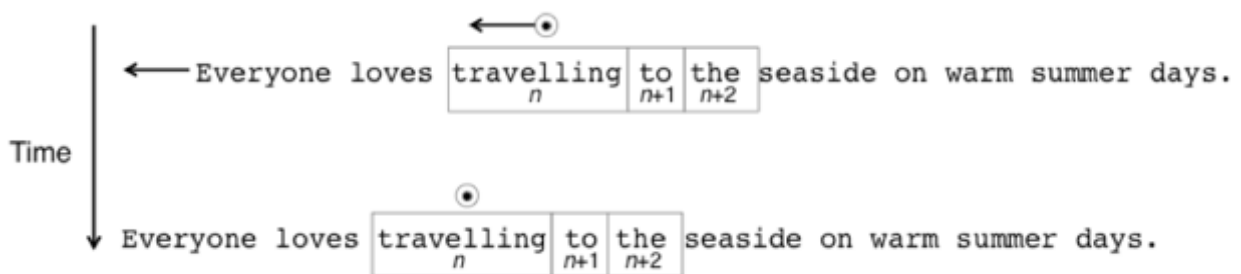 Everyone loves travelling to the seaside on warm summer days.
n n+1 n+2
Time
Everyone loves travelling to the seaside on warm summer days.
n n+1 n+2